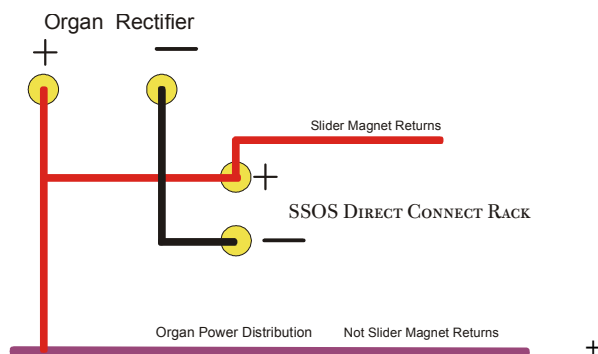 Organ Rectifier
+ —
Slider Magnet Returns
+
SSOS Direct Connect Rack
—
Organ Power Distribution Not Slider Magnet Returns
+